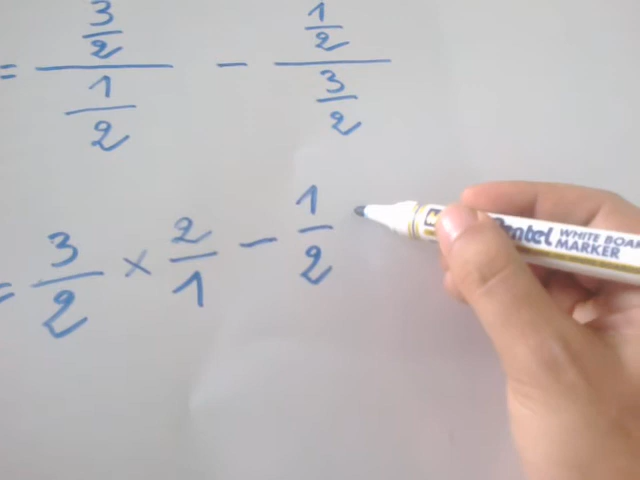 = 3/2 / 1/2 - 1/2 / 3/2
= 3/2 × 2/1 - 1/2
Pentel WHITE BOARD
MARKER